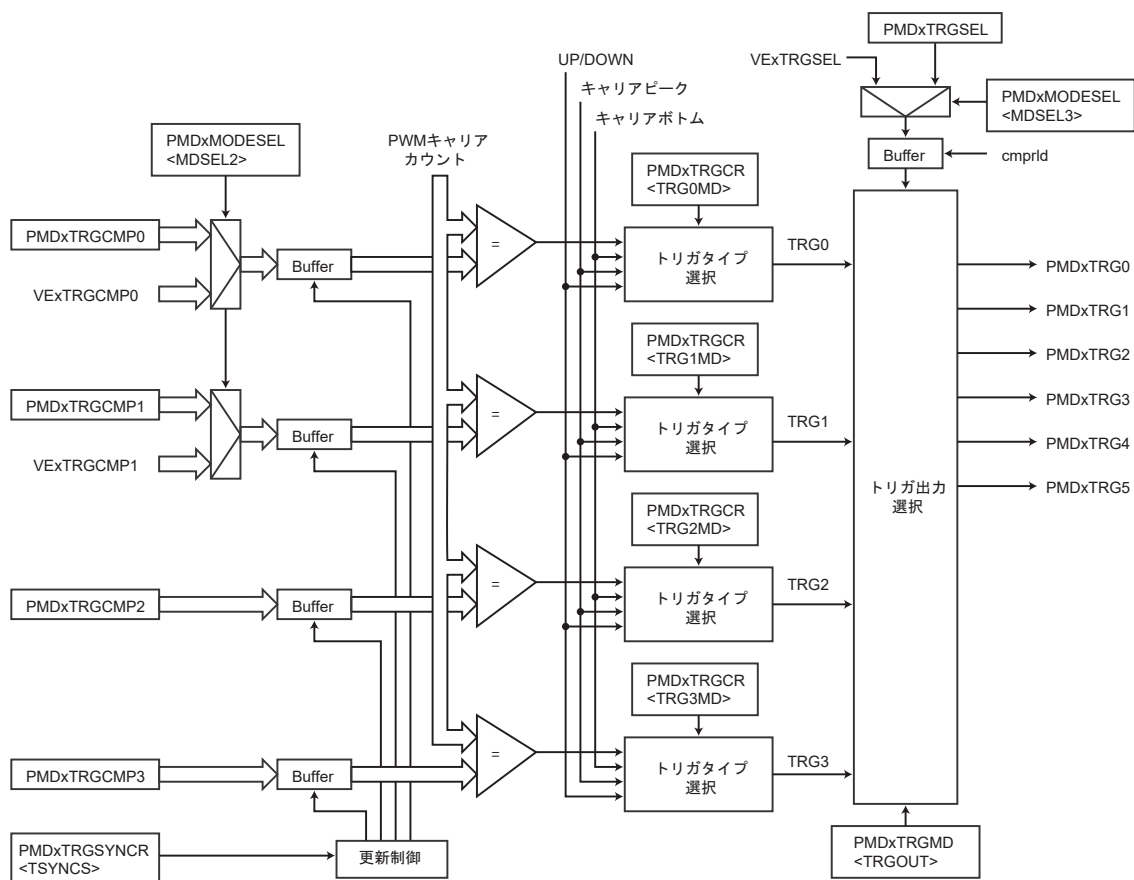 PMDxTRGSEL
UP/DOWN
VExTRGSEL
キャリアピーク
PMDxMODESEL
<MDSEL3>
キャリアボトム
PMDxMODESEL
<MDSEL2>
PWMキャリア
カウント
Buffer
cmprld
PMDxTRGCR
<TRG0MD>
PMDxTRGCMP0
=
トリガタイプ
選択
TRG0
Buffer
PMDxTRG0
VExTRGCMP0
PMDxTRG1
PMDxTRGCR
<TRG1MD>
PMDxTRG2
PMDxTRGCMP1
=
トリガタイプ
選択
TRG1
PMDxTRG3
Buffer
PMDxTRG4
VExTRGCMP1
トリガ出力
選択
PMDxTRG5
PMDxTRGCR
<TRG2MD>
PMDxTRGCMP2
Buffer
=
トリガタイプ
選択
TRG2
PMDxTRGCR
<TRG3MD>
PMDxTRGCMP3
Buffer
=
トリガタイプ
選択
TRG3
PMDxTRGSYNCR
<TSYNCS>
更新制御
PMDxTRGMD
<TRGOUT>